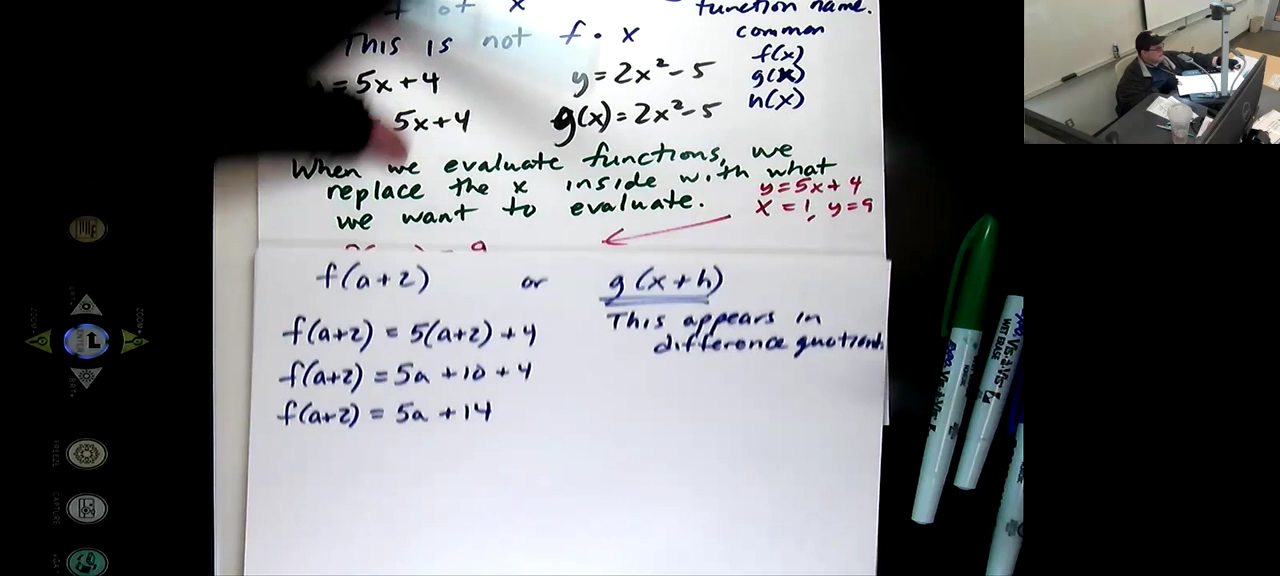 of x
function name.
This is not f • x
common
f(x)
g(x)
h(x)
= 5x + 4
y = 2x² - 5
5x + 4
g(x) = 2x² - 5
When we evaluate functions, we
replace the x inside with what
we want to evaluate.
y = 5x + 4
x = 1, y = 9
f(a+2) or g(x+h)
This appears in
difference quotient.
f(a+2) = 5(a+2) + 4
f(a+2) = 5a + 10 + 4
f(a+2) = 5a + 14